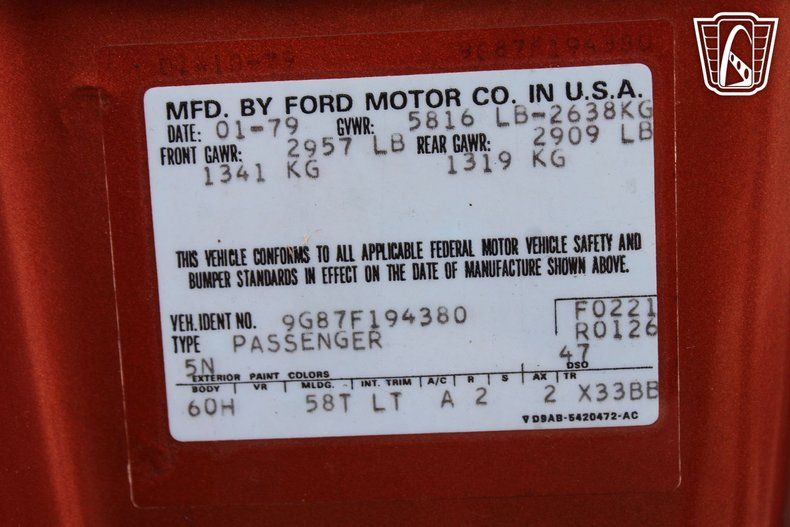 01-10-79 9G87F194380
MFD. BY FORD MOTOR CO. IN U.S.A.
DATE: 01-79 GVWR: 5816 LB-2638KG
FRONT GAWR: 2957 LB REAR GAWR: 2909 LB
1341 KG 1319 KG
THIS VEHICLE CONFORMS TO ALL APPLICABLE FEDERAL MOTOR VEHICLE SAFETY AND
BUMPER STANDARDS IN EFFECT ON THE DATE OF MANUFACTURE SHOWN ABOVE.
VEH. IDENT NO. 9G87F194380 F0221
TYPE PASSENGER R0126
5N 47
EXTERIOR PAINT COLORS DSO
BODY VR MLDG. INT. TRIM A/C R S AX TR
60H 58T LT A 2 2 X33BB
D9AB-5420472-AC